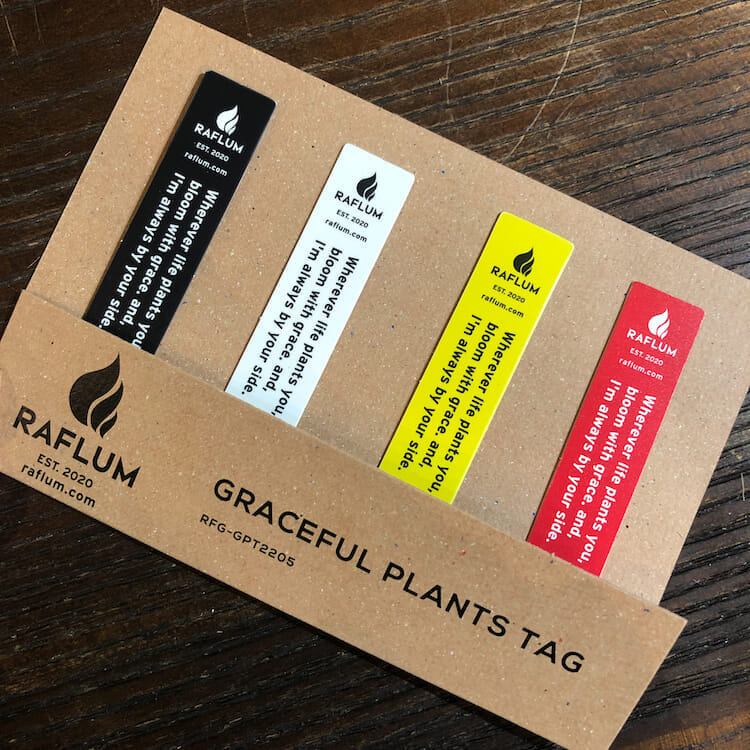 RAFLUM
EST. 2020
raflum.com
Wherever life plants you,
bloom with grace. and,
I'm always by your side.
RAFLUM
EST. 2020
raflum.com
Wherever life plants you,
bloom with grace. and,
I'm always by your side.
RAFLUM
EST. 2020
raflum.com
Wherever life plants you,
bloom with grace. and,
I'm always by your side.
RAFLUM
EST. 2020
raflum.com
Wherever life plants you,
bloom with grace. and,
I'm always by your side.
RAFLUM
EST. 2020
raflum.com
GRACEFUL PLANTS TAG
RFG-GPT2205